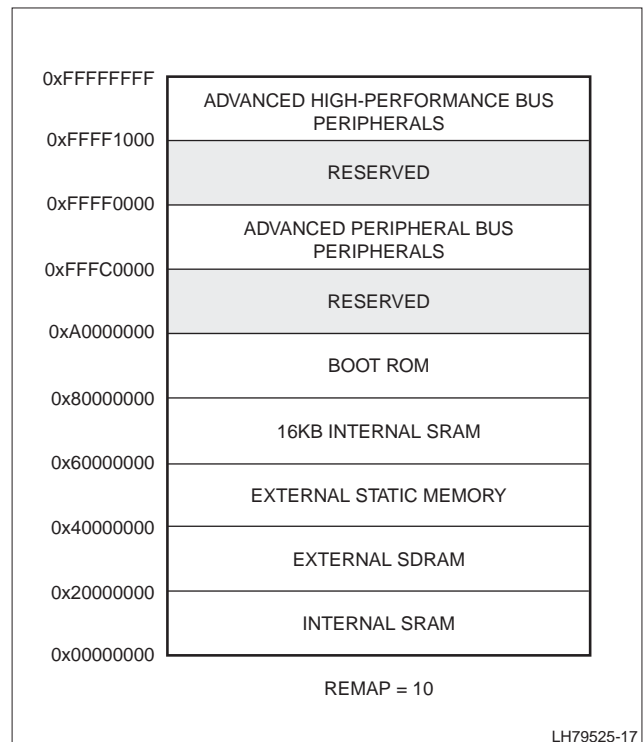 0xFFFFFFFF
ADVANCED HIGH-PERFORMANCE BUS
PERIPHERALS
0xFFFF1000
RESERVED
0xFFFF0000
ADVANCED PERIPHERAL BUS
PERIPHERALS
0xFFFC0000
RESERVED
0xA0000000
BOOT ROM
0x80000000
16KB INTERNAL SRAM
0x60000000
EXTERNAL STATIC MEMORY
0x40000000
EXTERNAL SDRAM
0x20000000
INTERNAL SRAM
0x00000000
REMAP = 10
LH79525-17